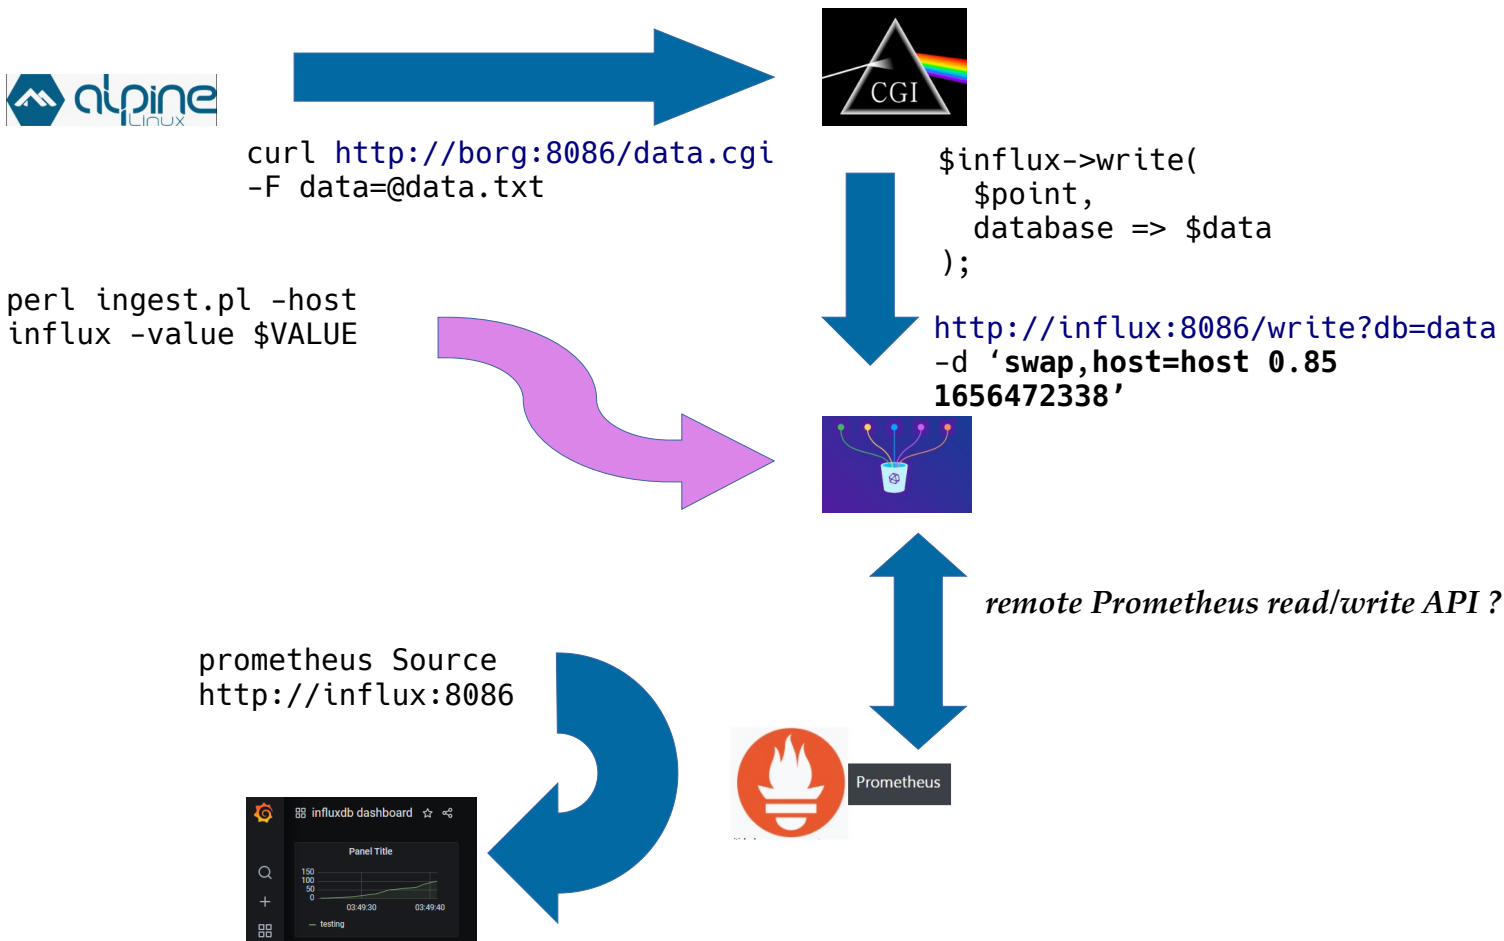 alpine
Linux
CGI
curl http://borg:8086/data.cgi
-F data=@data.txt
$influx->write(
$point,
database => $data
);
perl ingest.pl -host
influx -value $VALUE
http://influx:8086/write?db=data
-d ‘swap,host=host 0.85
1656472338’
remote Prometheus read/write API ?
prometheus Source
http://influx:8086
Prometheus
influxdb dashboard
Panel Title
150
100
50
0
03:49:30 03:49:40
testing